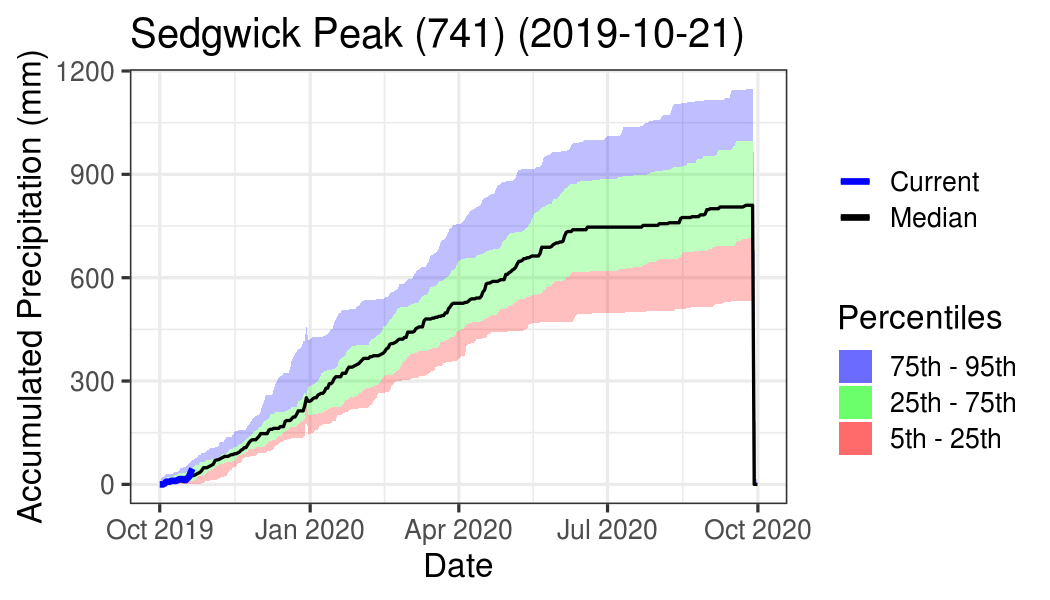 Sedgwick Peak (741) (2019-10-21)
Accumulated Precipitation (mm)
1200
900
600
300
0
Oct 2019 Jan 2020 Apr 2020 Jul 2020 Oct 2020
Date
Current
Median
Percentiles
75th - 95th
25th - 75th
5th - 25th